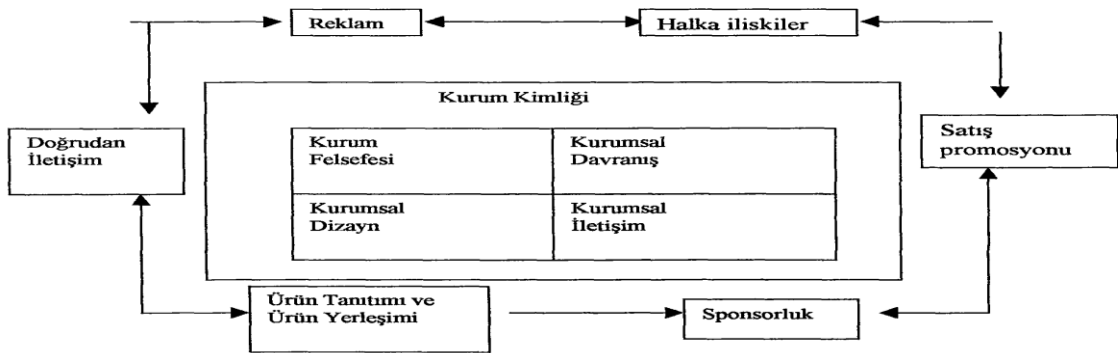 Reklam
Halka iliskiler
Kurum Kimliği
Doğrudan
İletişim
Kurum
Felsefesi
Kurumsal
Davranış
Satış
promosyonu
Kurumsal
Dizayn
Kurumsal
İletişim
Ürün Tanıtımı ve
Ürün Yerleşimi
Sponsorluk